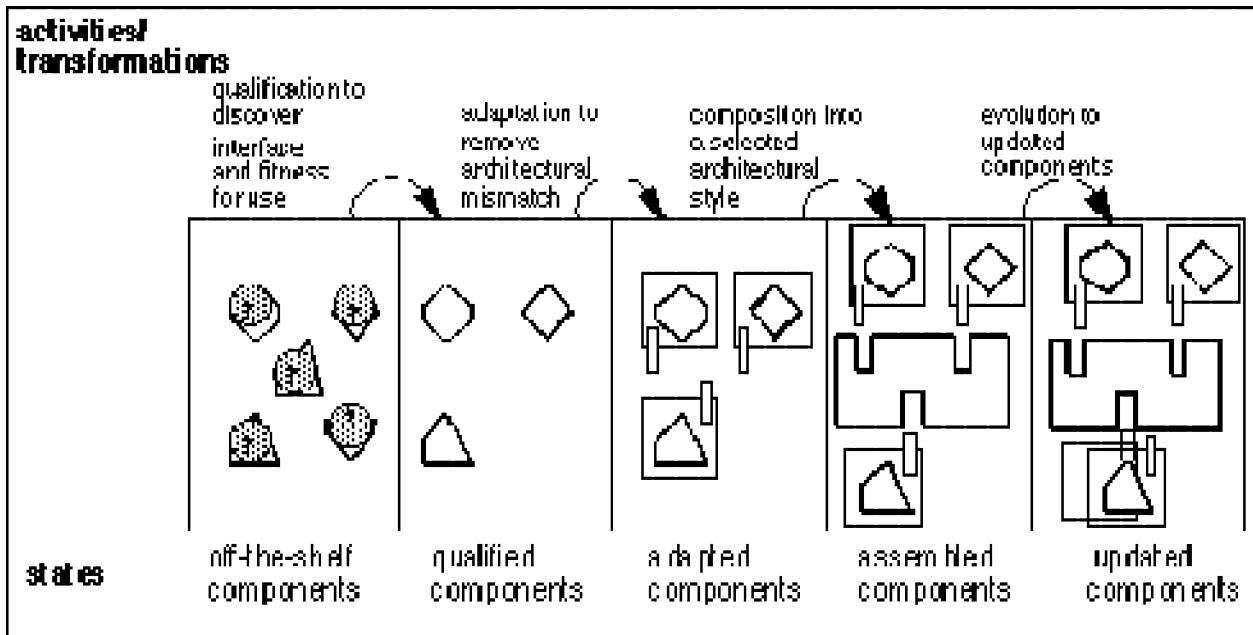 activities/
transformations
qualification to
discover
interface
and fitness
for use
adaptation to
remove
architectural
mismatch
composition into
a selected
architectural
style
evolution to
updated
components
states
off-the-shelf
components
qualified
components
adapted
components
assembled
components
updated
components